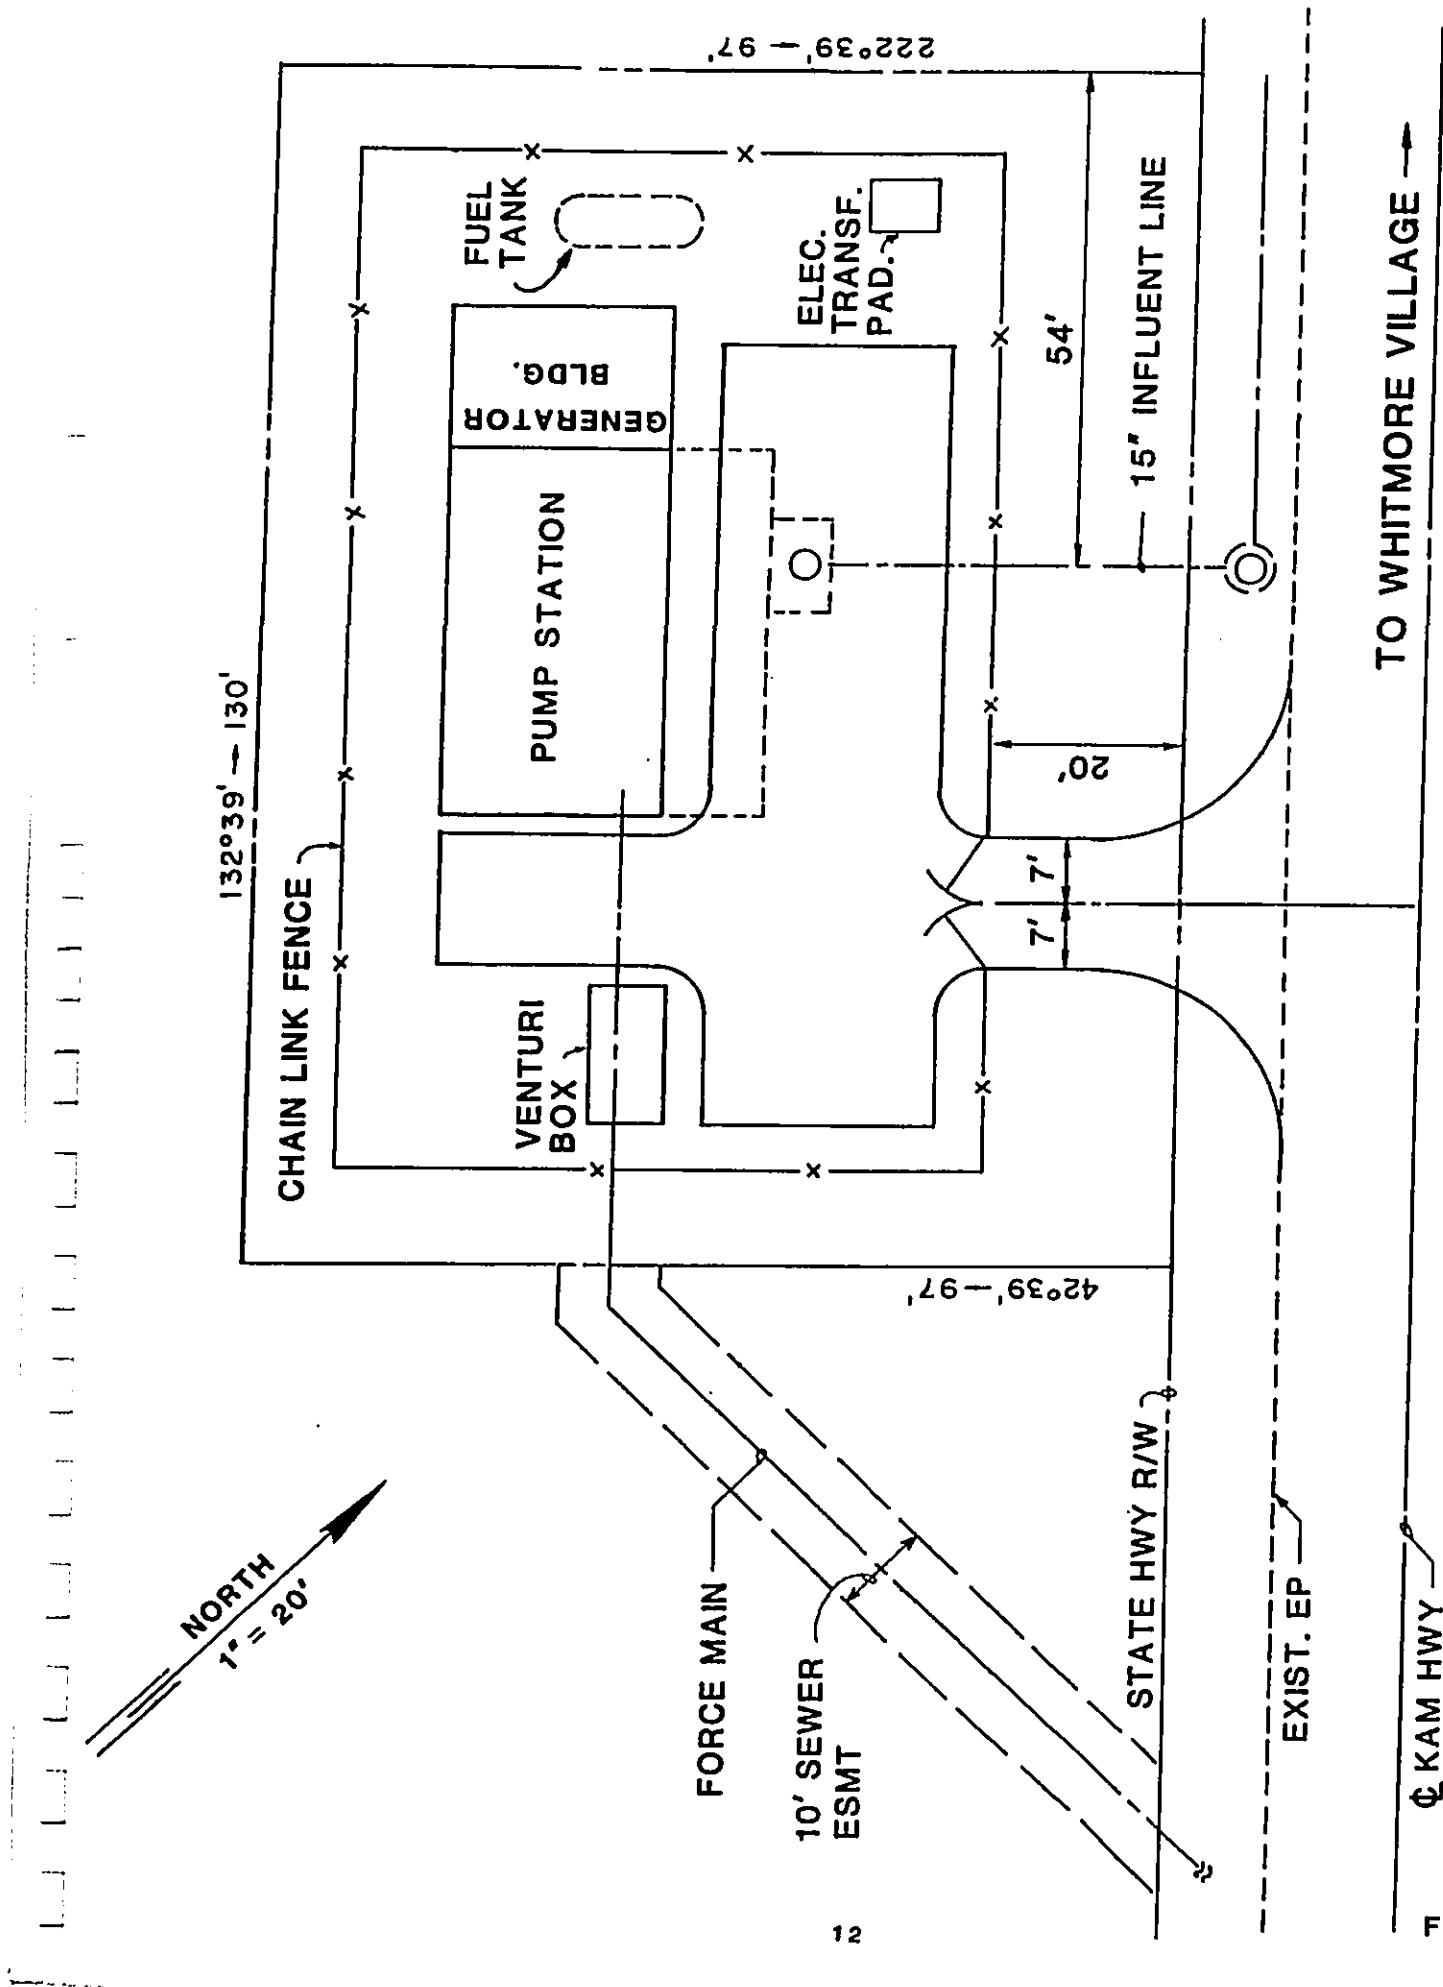 222°39' — 97'
132°39' — 130'
FUEL
TANK
GENERATOR
BLDG.
ELEC.
TRANSF.
PAD.
PUMP STATION
54'
15" INFLUENT LINE
20'
7'
7'
CHAIN LINK FENCE
VENTURI
BOX
42°39' — 97'
TO WHITMORE VILLAGE
NORTH
1" = 20'
FORCE MAIN
10' SEWER
ESMT
STATE HWY R/W
EXIST. EP
℄ KAM HWY
12
F